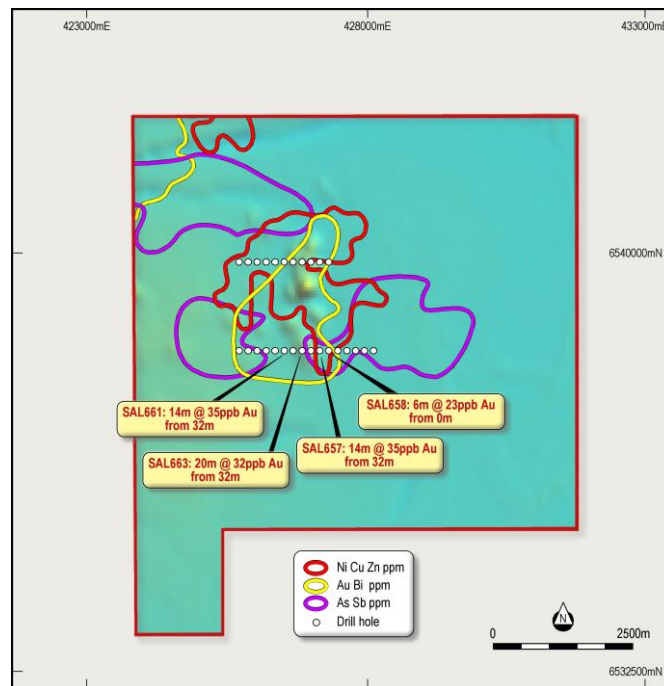 423000mE
428000mE
433000mE
6540000mN
SAL661: 14m @ 35ppb Au
from 32m
SAL658: 6m @ 23ppb Au
from 0m
SAL663: 20m @ 32ppb Au
from 32m
SAL657: 14m @ 35ppb Au
from 32m
Ni Cu Zn ppm
Au Bi ppm
As Sb ppm
Drill hole
N
0
2500m
6532500mN